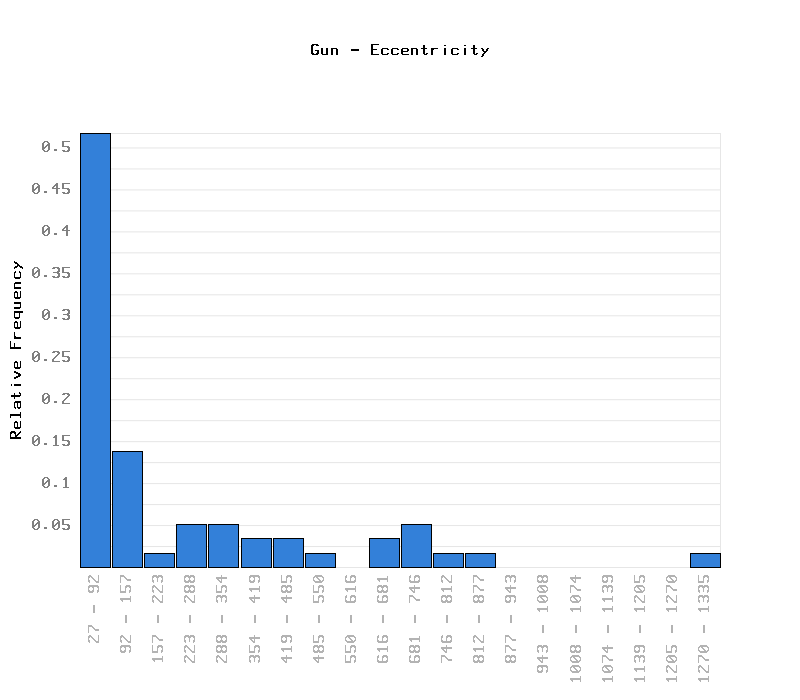 Gun - Eccentricity
Relative Frequency
0.5
0.45
0.4
0.35
0.3
0.25
0.2
0.15
0.1
0.05
27 - 92
92 - 157
157 - 223
223 - 288
288 - 354
354 - 419
419 - 485
485 - 550
550 - 616
616 - 681
681 - 746
746 - 812
812 - 877
877 - 943
943 - 1008
1008 - 1074
1074 - 1139
1139 - 1205
1205 - 1270
1270 - 1335